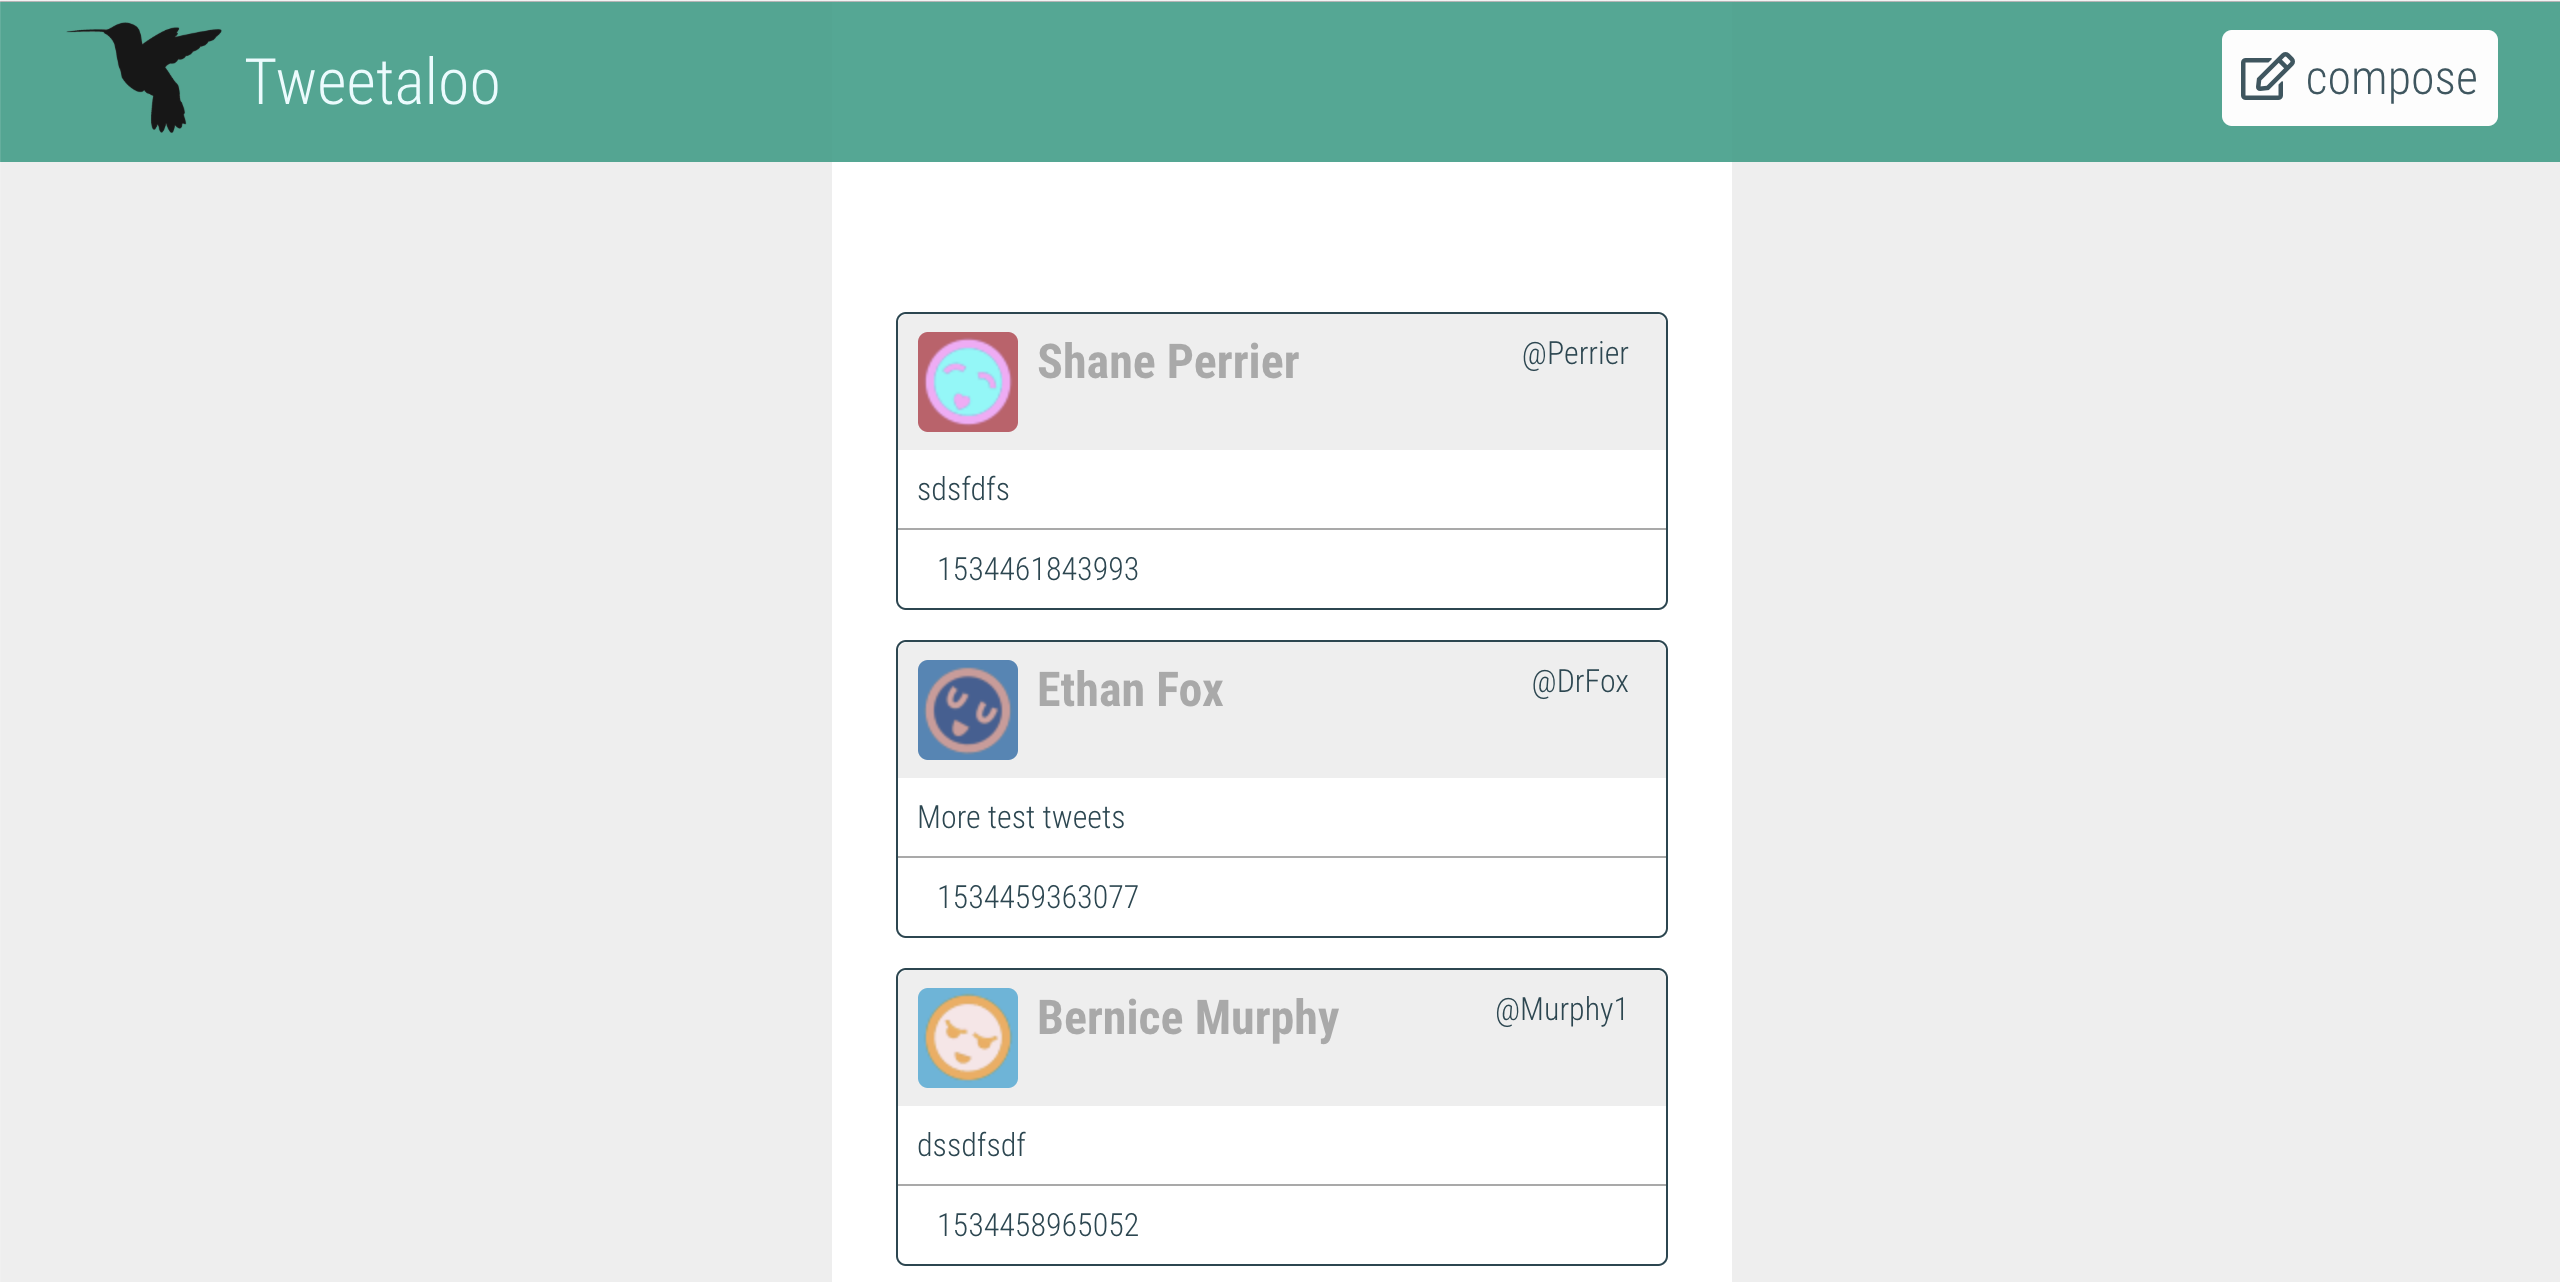 Tweetaloo
compose
Shane Perrier @Perrier
sdsfdfs
1534461843993
Ethan Fox @DrFox
More test tweets
1534459363077
Bernice Murphy @Murphy1
dssdfsdf
1534458965052